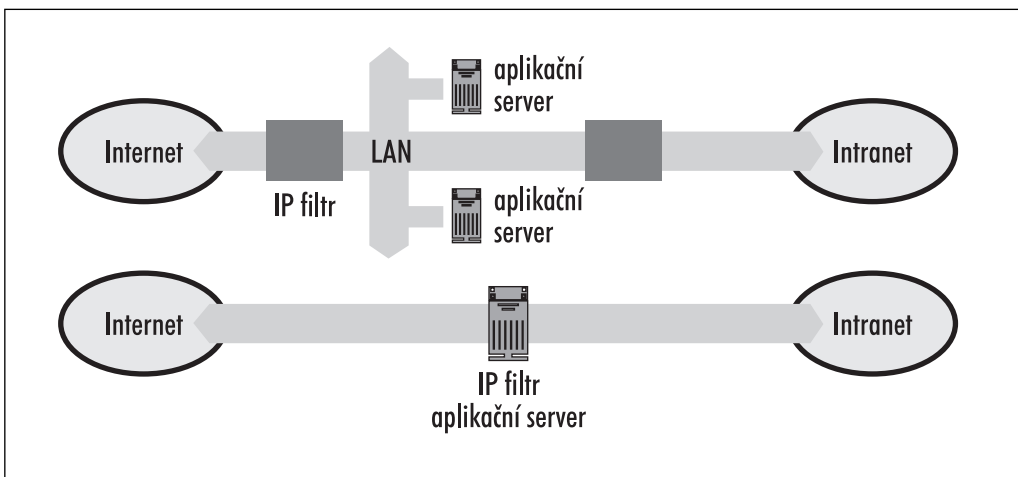 aplikační
server
Internet
LAN
Intranet
IP filtr
aplikační
server
Internet
Intranet
IP filtr
aplikační server